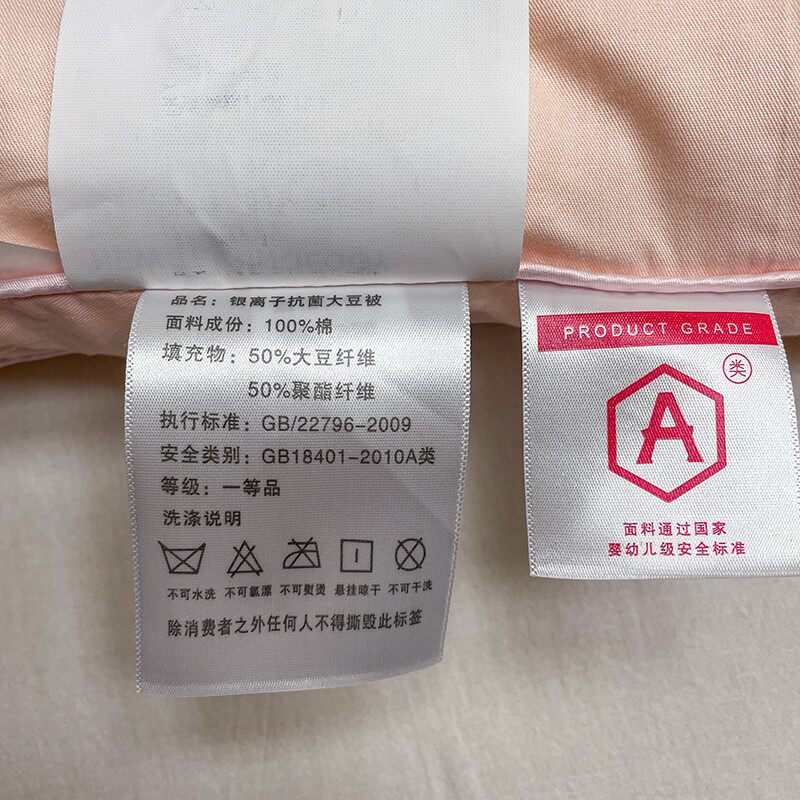 品名：银离子抗菌大豆被
面料成份：100%棉
填充物：50%大豆纤维
50%聚酯纤维
执行标准：GB/22796-2009
安全类别：GB18401-2010A类
等级：一等品
洗涤说明
不可水洗 不可氯漂 不可熨烫 悬挂晾干 不可干洗
除消费者之外任何人不得撕毁此标签
PRODUCT GRADE
类
A
面料通过国家
婴幼儿级安全标准